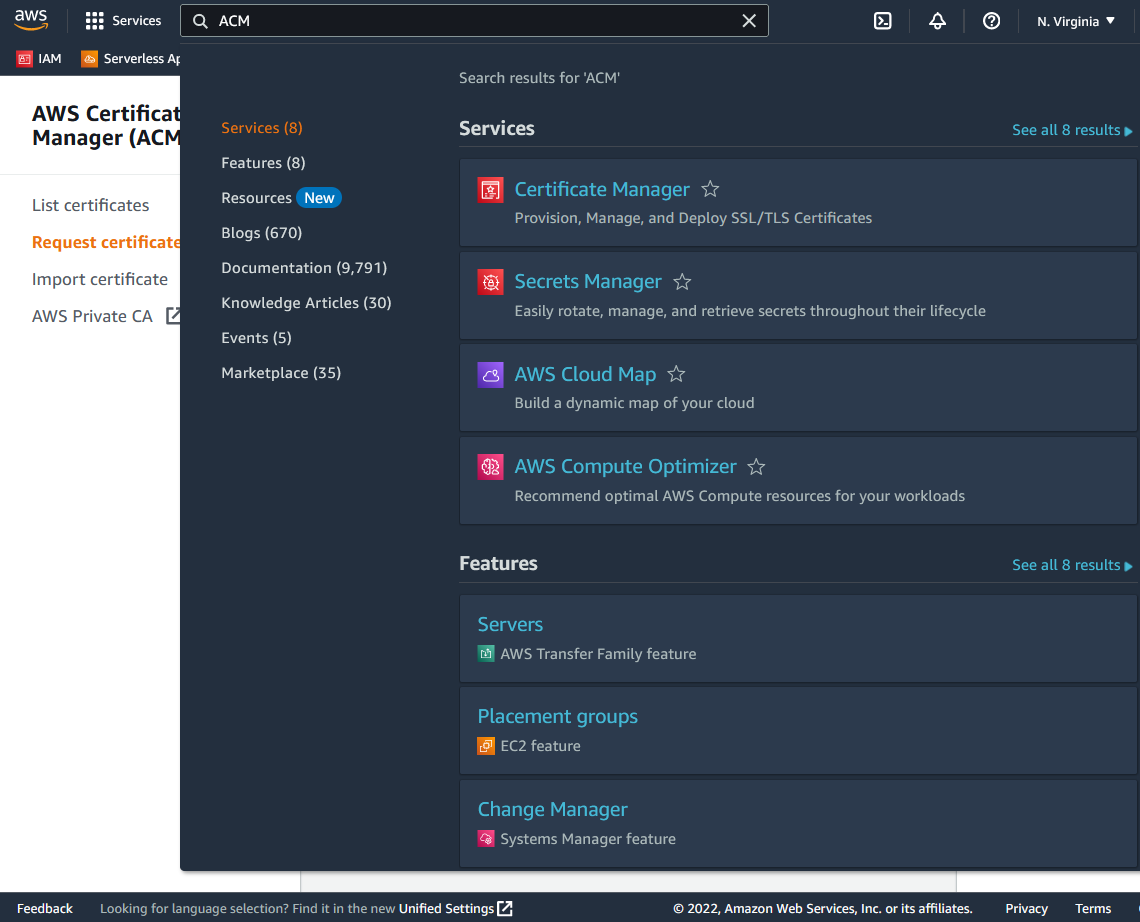 aws
Services
ACM
N. Virginia
IAM
Serverless Ap
AWS Certificat
Manager (ACM
List certificates
Request certificate
Import certificate
AWS Private CA
Search results for 'ACM'
Services (8)
Features (8)
Resources New
Blogs (670)
Documentation (9,791)
Knowledge Articles (30)
Events (5)
Marketplace (35)
Services
See all 8 results
Certificate Manager
Provision, Manage, and Deploy SSL/TLS Certificates
Secrets Manager
Easily rotate, manage, and retrieve secrets throughout their lifecycle
AWS Cloud Map
Build a dynamic map of your cloud
AWS Compute Optimizer
Recommend optimal AWS Compute resources for your workloads
Features
See all 8 results
Servers
AWS Transfer Family feature
Placement groups
EC2 feature
Change Manager
Systems Manager feature
Feedback
Looking for language selection? Find it in the new Unified Settings
© 2022, Amazon Web Services, Inc. or its affiliates.
Privacy
Terms